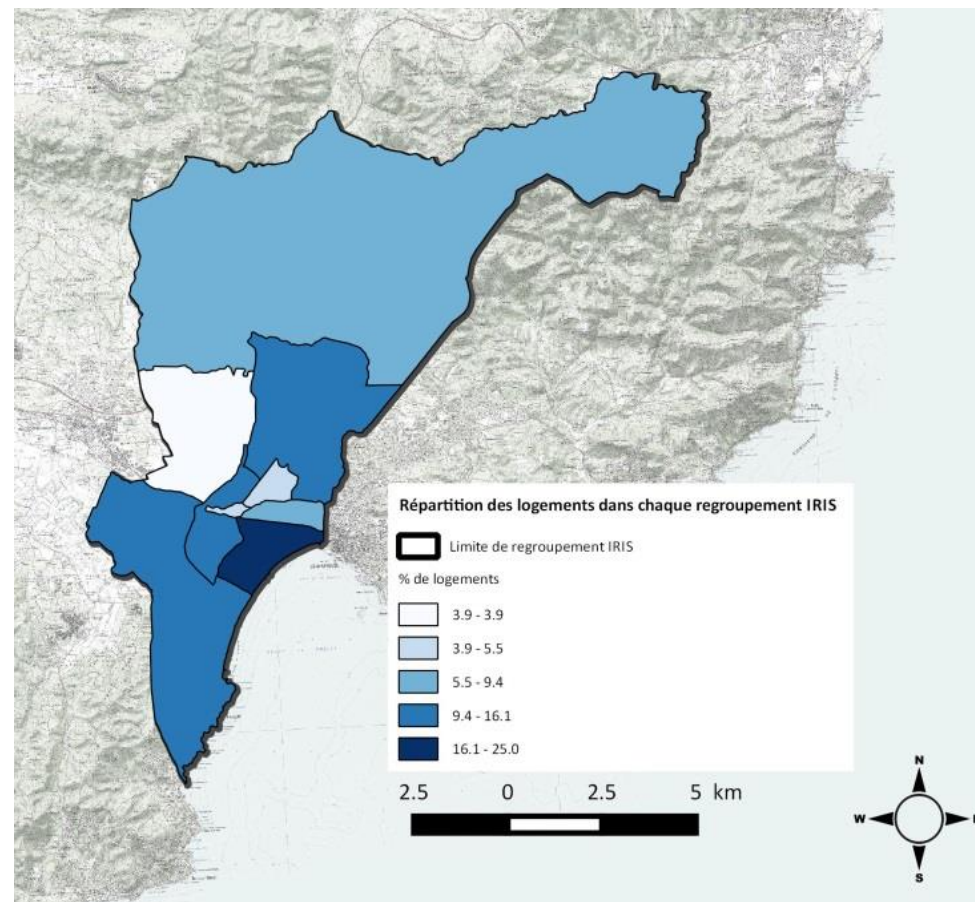 Répartition des logements dans chaque regroupement IRIS
Limite de regroupement IRIS
% de logements
3.9 - 3.9
3.9 - 5.5
5.5 - 9.4
9.4 - 16.1
16.1 - 25.0
2.5 0 2.5 5 km
N
W
S